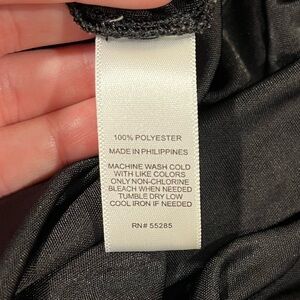 100% POLYESTER
MADE IN PHILIPPINES
MACHINE WASH COLD
WITH LIKE COLORS
ONLY NON-CHLORINE
BLEACH WHEN NEEDED
TUMBLE DRY LOW
COOL IRON IF NEEDED
RN# 55285